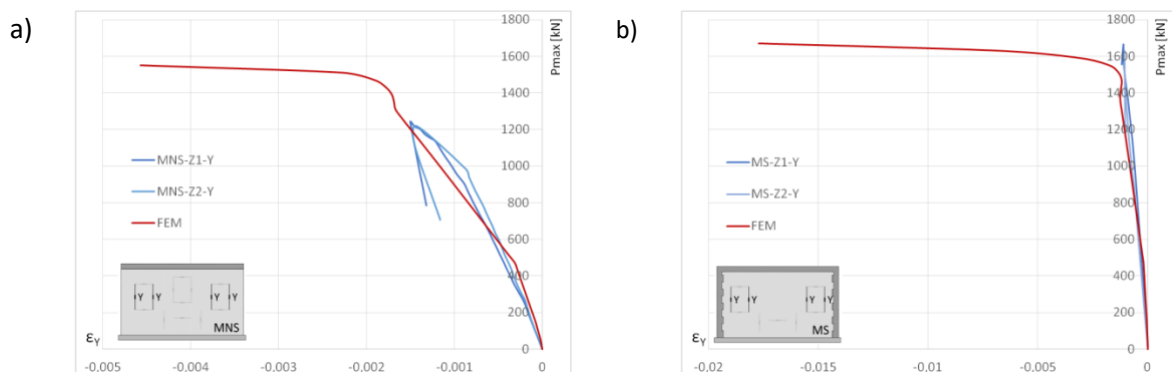 a)
1800
1600
1400
1200
1000
800
600
400
200
0
Pmax [kN]
MNS-Z1-Y
MNS-Z2-Y
FEM
Y Y Y Y
MNS
εY
-0,005 -0,004 -0,003 -0,002 -0,001 0
b)
1800
1600
1400
1200
1000
800
600
400
200
0
Pmax [kN]
MS-Z1-Y
MS-Z2-Y
FEM
Y Y Y Y
MS
εY
-0,02 -0,015 -0,01 -0,005 0